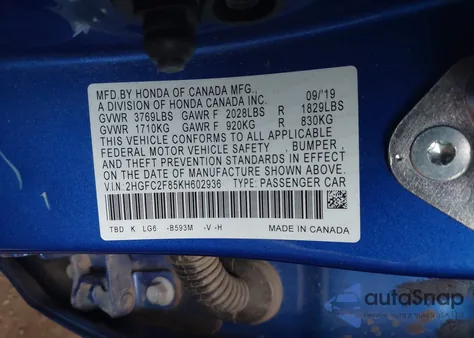 MFD.BY HONDA OF CANADA MFG., 09/'19
A DIVISION OF HONDA CANADA INC.
GVWR 3769LBS GAWR F 2028LBS R 1829LBS
GVWR 1710KG GAWR F 920KG R 830KG
THIS VEHICLE CONFORMS TO ALL APPLICABLE
FEDERAL MOTOR VEHICLE SAFETY , BUMPER ,
AND THEFT PREVENTION STANDARDS IN EFFECT
ON THE DATE OF MANUFACTURE SHOWN ABOVE.
V.I.N: 2HGFC2F85KH602936 TYPE: PASSENGER CAR
TBD K LG6 -B593M -V -H MADE IN CANADA
autoSnap